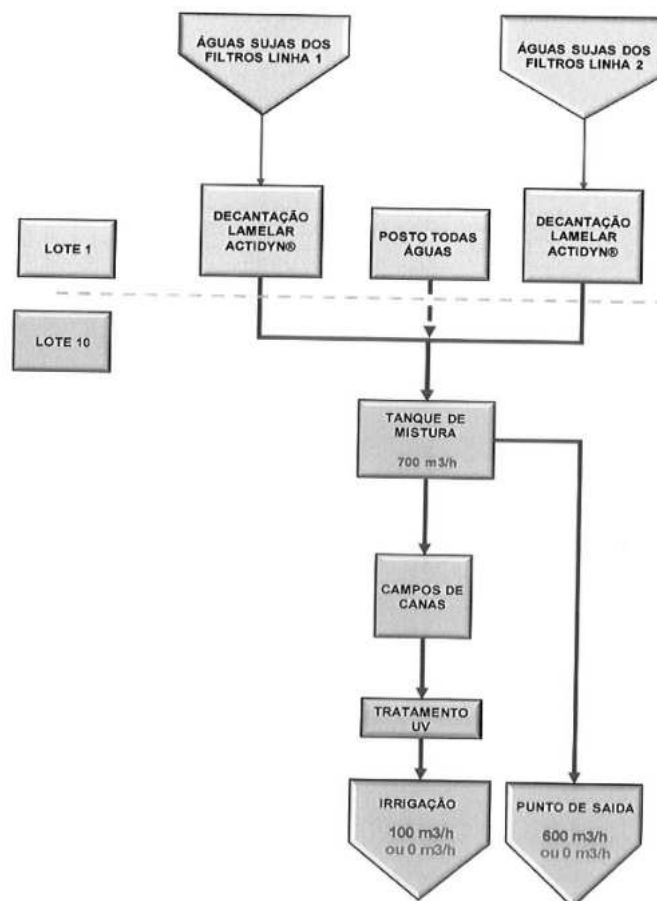 ÁGUAS SUJAS DOS
FILTROS LINHA 1
ÁGUAS SUJAS DOS
FILTROS LINHA 2
DECANTAÇÃO
LAMELAR
ACTIDYN®
POSTO TODAS
ÁGUAS
DECANTAÇÃO
LAMELAR
ACTIDYN®
LOTE 1
LOTE 10
TANQUE DE
MISTURA
700 m3/h
CAMPOS DE
CANAS
TRATAMENTO
UV
IRRIGAÇÃO
100 m3/h
ou 0 m3/h
PUNTO DE SAIDA
600 m3/h
ou 0 m3/h